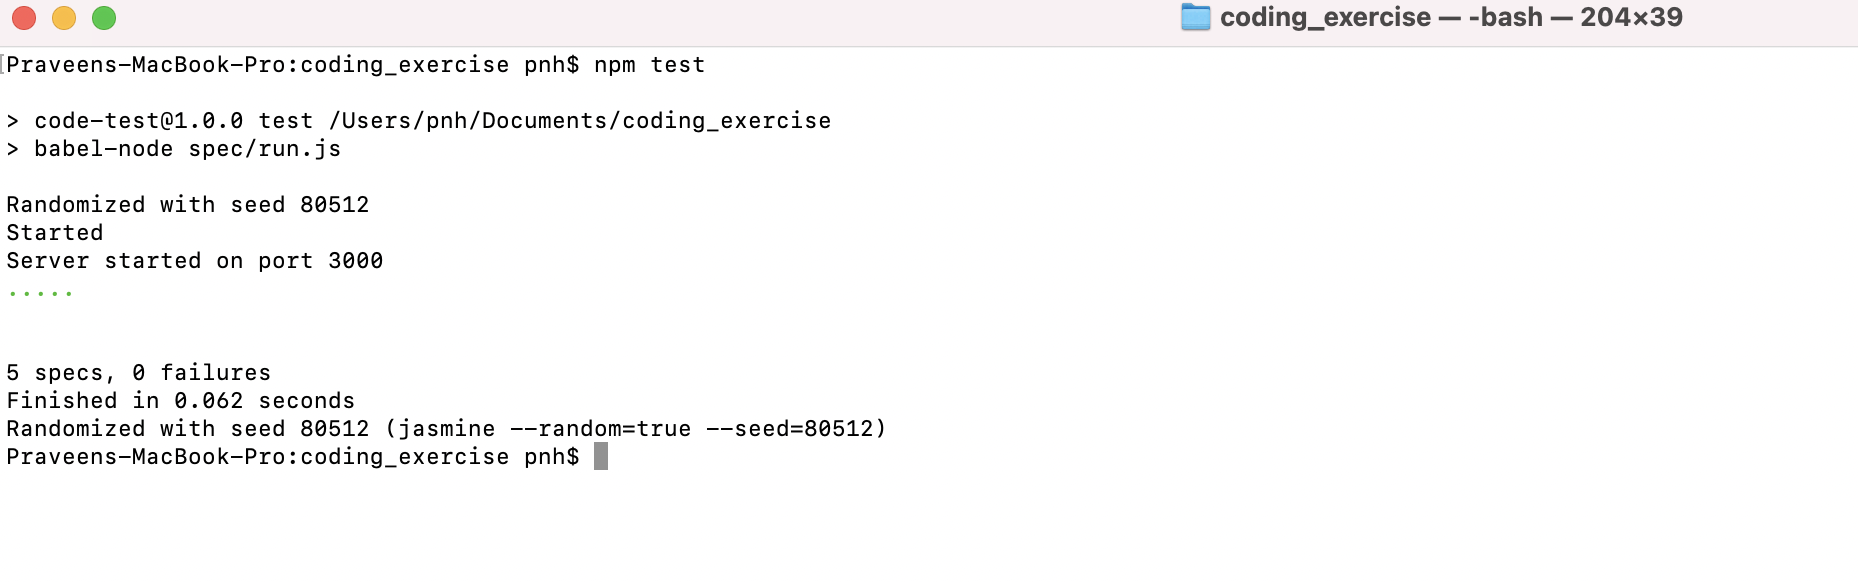 coding_exercise — -bash — 204×39
Praveens-MacBook-Pro:coding_exercise pnh$ npm test
> code-test@1.0.0 test /Users/pnh/Documents/coding_exercise
> babel-node spec/run.js
Randomized with seed 80512
Started
Server started on port 3000
.....
5 specs, 0 failures
Finished in 0.062 seconds
Randomized with seed 80512 (jasmine --random=true --seed=80512)
Praveens-MacBook-Pro:coding_exercise pnh$